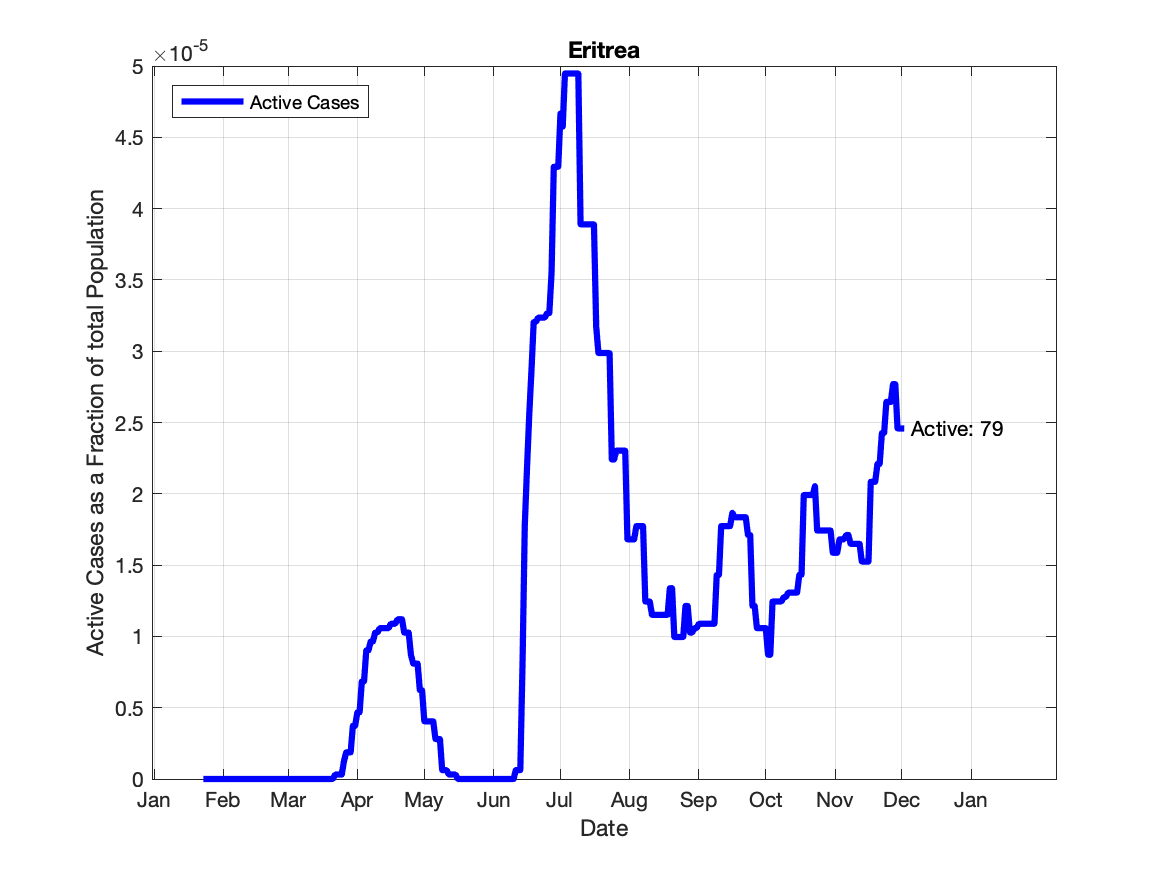 Eritrea
×10-5
Active Cases
5
4.5
4
3.5
3
2.5
2
1.5
1
0.5
0
Active Cases as a Fraction of total Population
Active: 79
Jan Feb Mar Apr May Jun Jul Aug Sep Oct Nov Dec Jan
Date